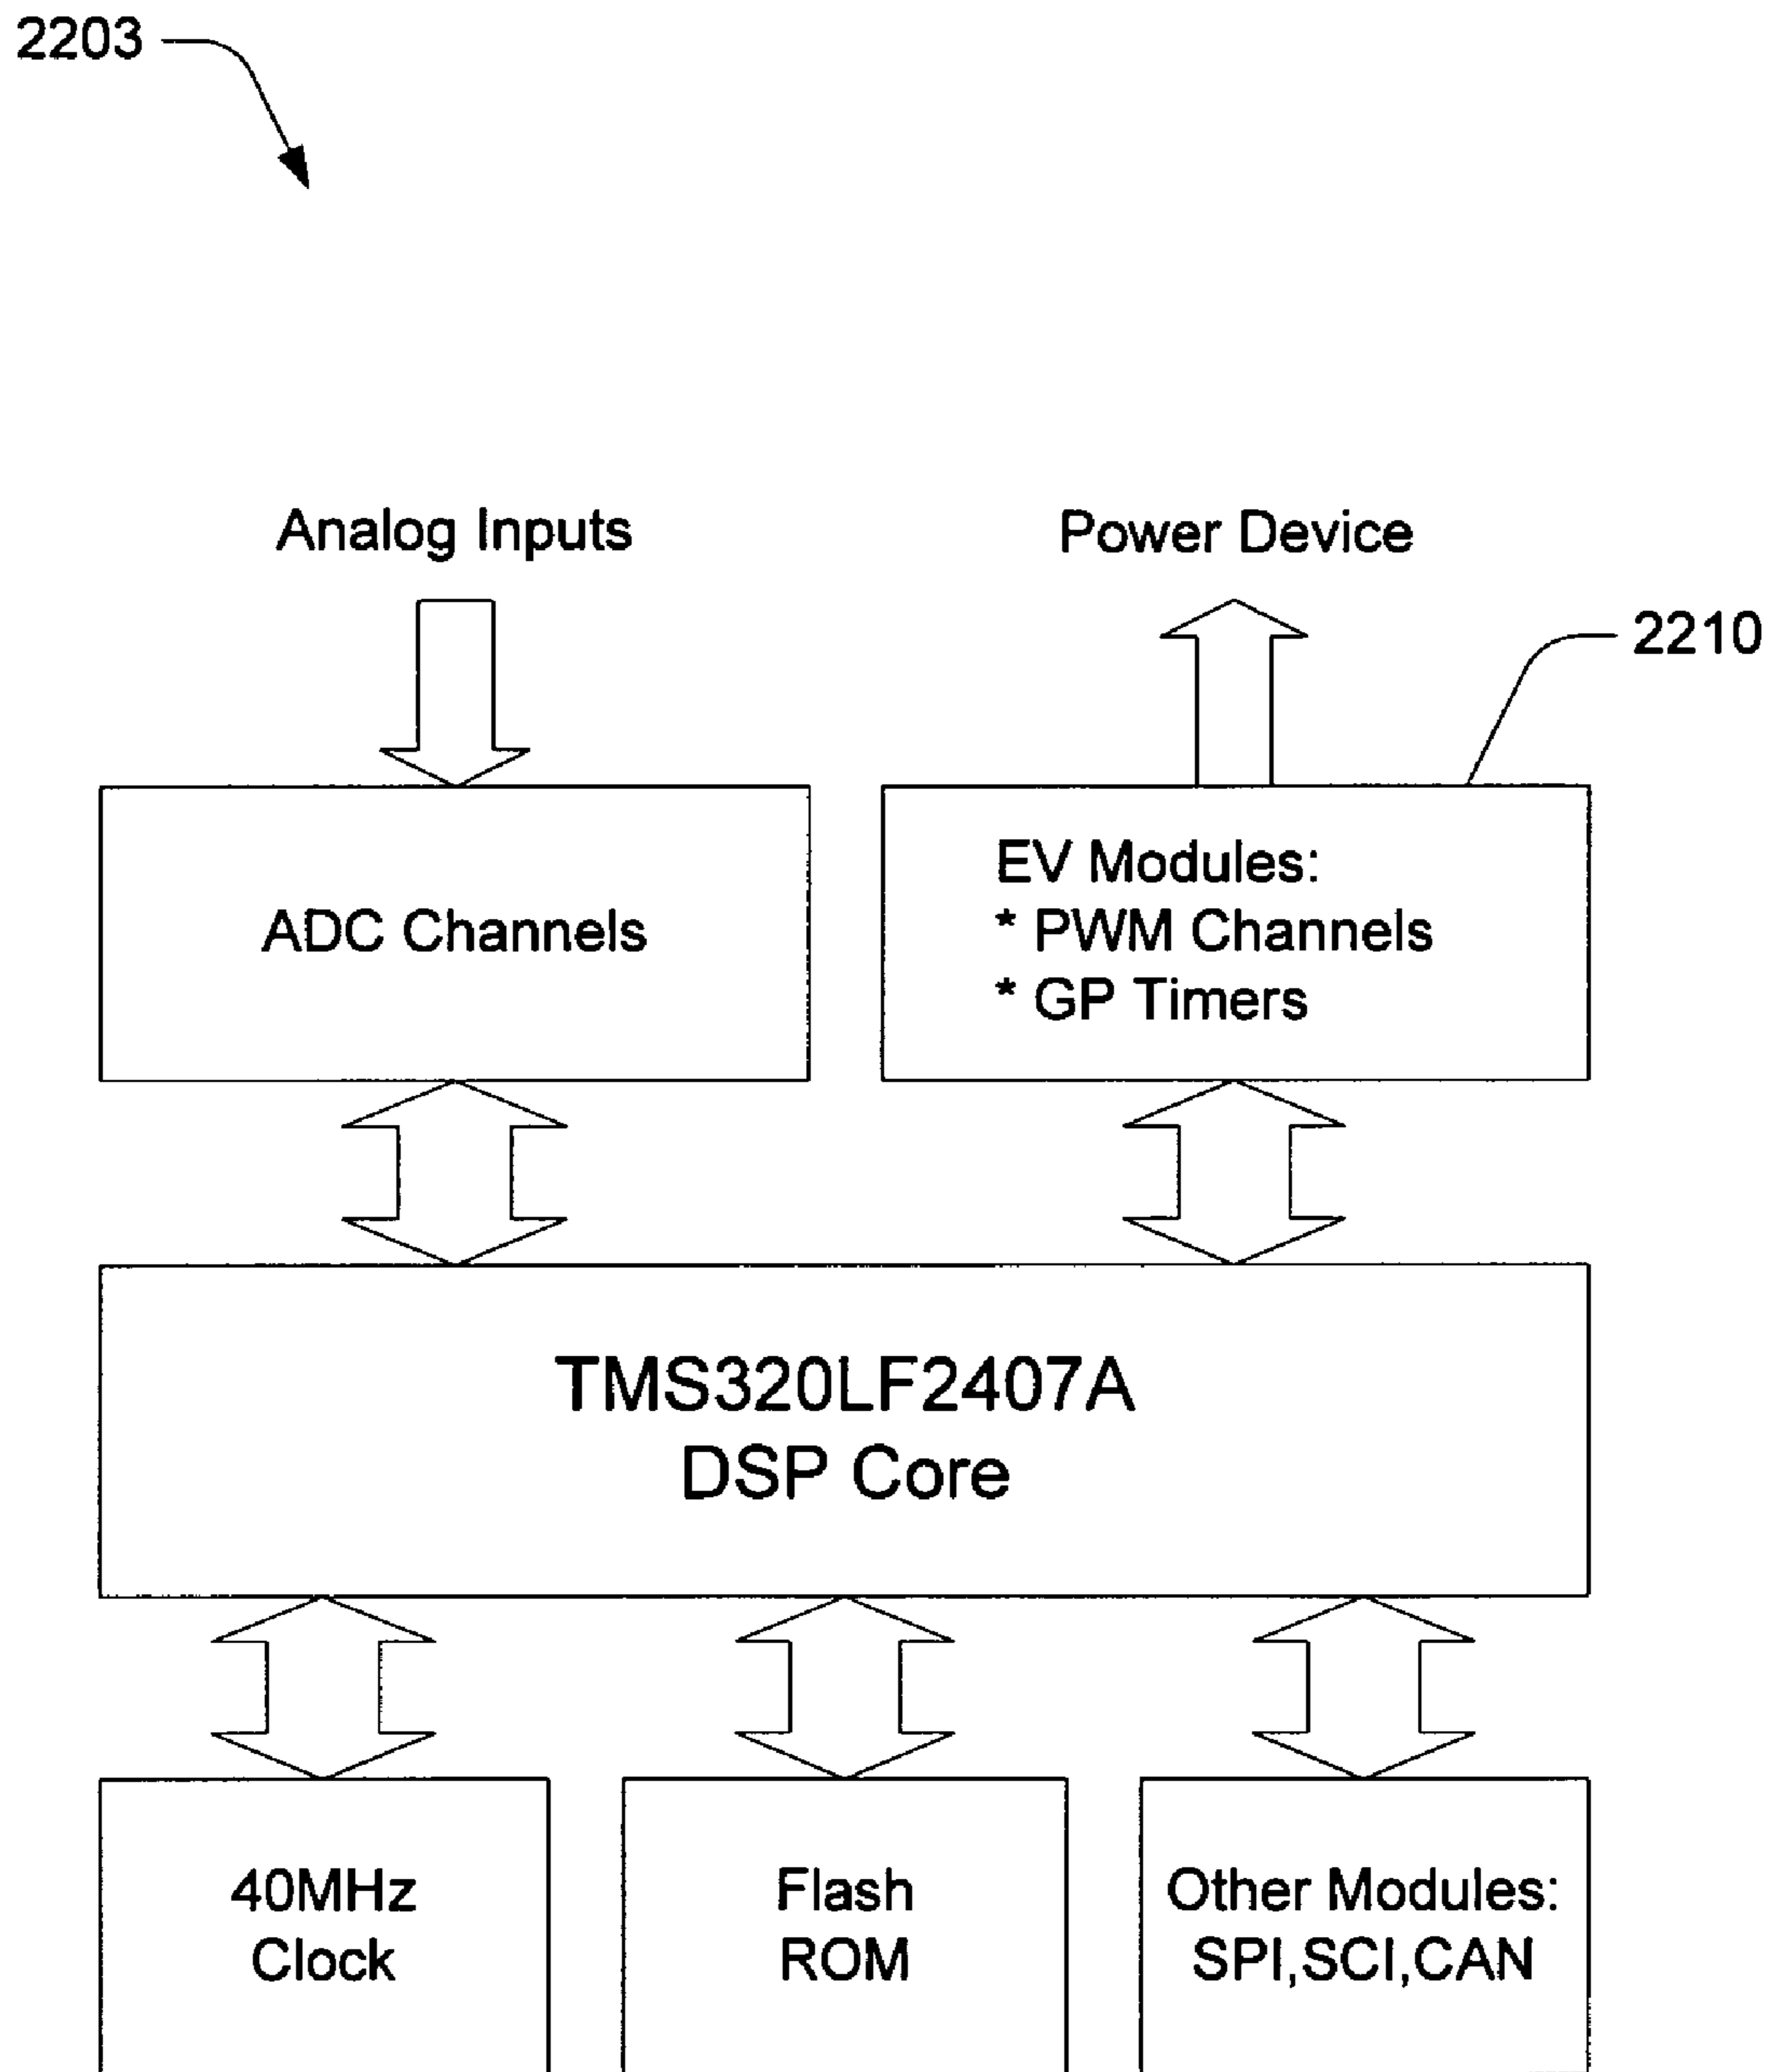 2203
Analog Inputs
Power Device
2210
ADC Channels
EV Modules:
* PWM Channels
* GP Timers
TMS320LF2407A
DSP Core
40MHz
Clock
Flash
ROM
Other Modules:
SPI,SCI,CAN